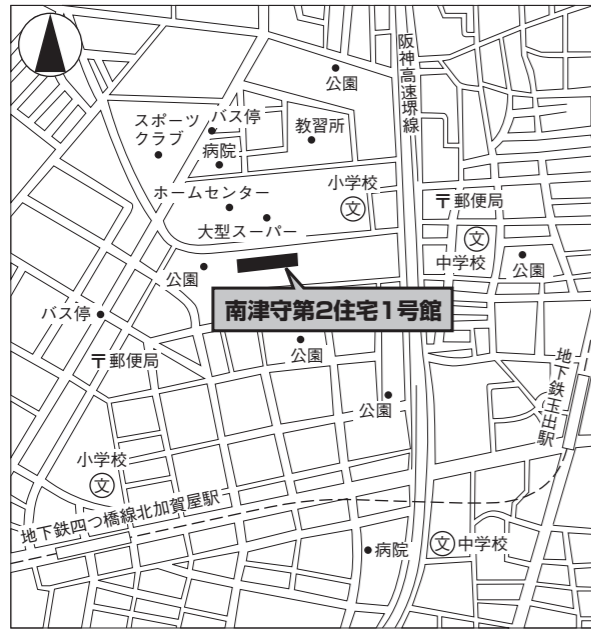 公園
阪神高速堺線
スポーツ
クラブ
バス停
教習所
病院
小学校
文
ホームセンター
大型スーパー
〒郵便局
文
中学校
公園
公園
南津守第2住宅1号館
バス停
公園
〒郵便局
地下鉄玉出駅
公園
小学校
文
地下鉄四つ橋線北加賀屋駅
病院
文 中学校